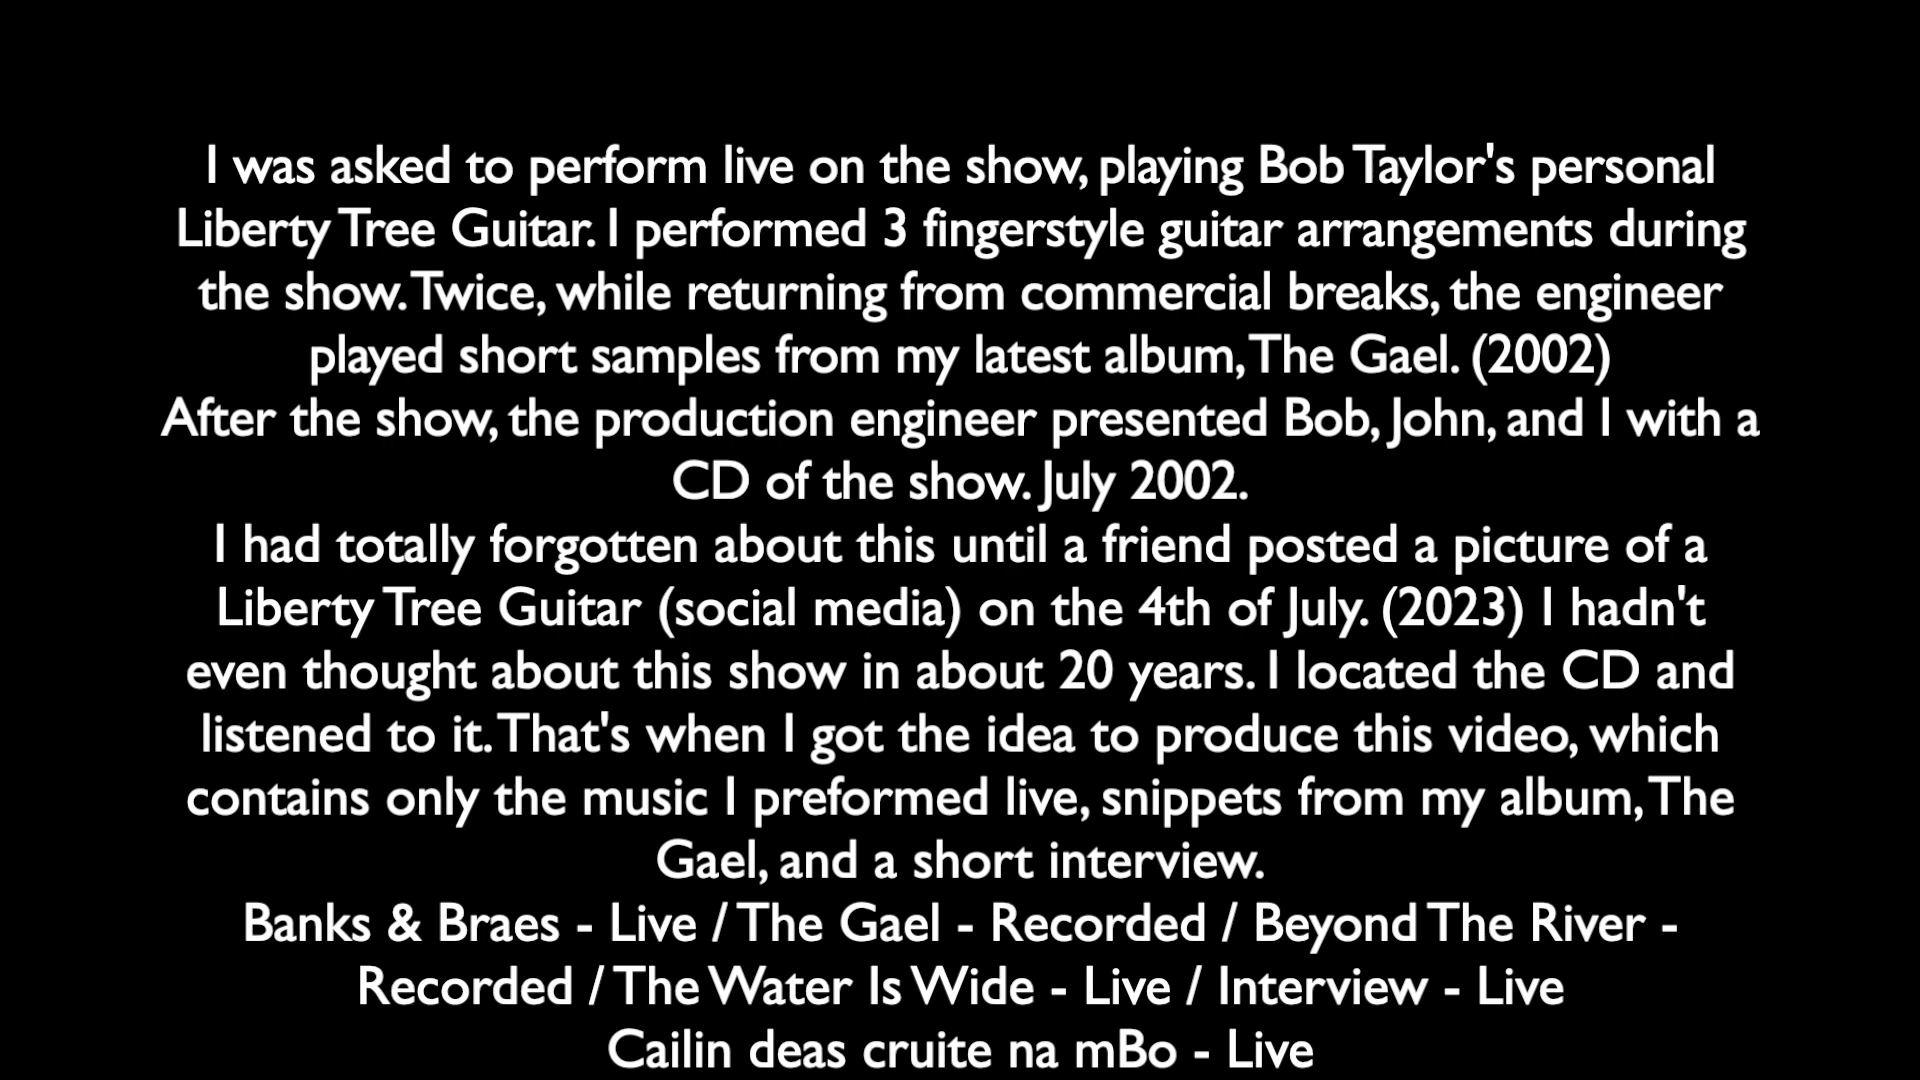 I was asked to perform live on the show, playing Bob Taylor's personal
Liberty Tree Guitar. I performed 3 fingerstyle guitar arrangements during
the show. Twice, while returning from commercial breaks, the engineer
played short samples from my latest album, The Gael. (2002)
After the show, the production engineer presented Bob, John, and I with a
CD of the show. July 2002.
I had totally forgotten about this until a friend posted a picture of a
Liberty Tree Guitar (social media) on the 4th of July. (2023) I hadn't
even thought about this show in about 20 years. I located the CD and
listened to it. That's when I got the idea to produce this video, which
contains only the music I preformed live, snippets from my album, The
Gael, and a short interview.
Banks & Braes - Live / The Gael - Recorded / Beyond The River -
Recorded / The Water Is Wide - Live / Interview - Live
Cailin deas cruite na mBo - Live